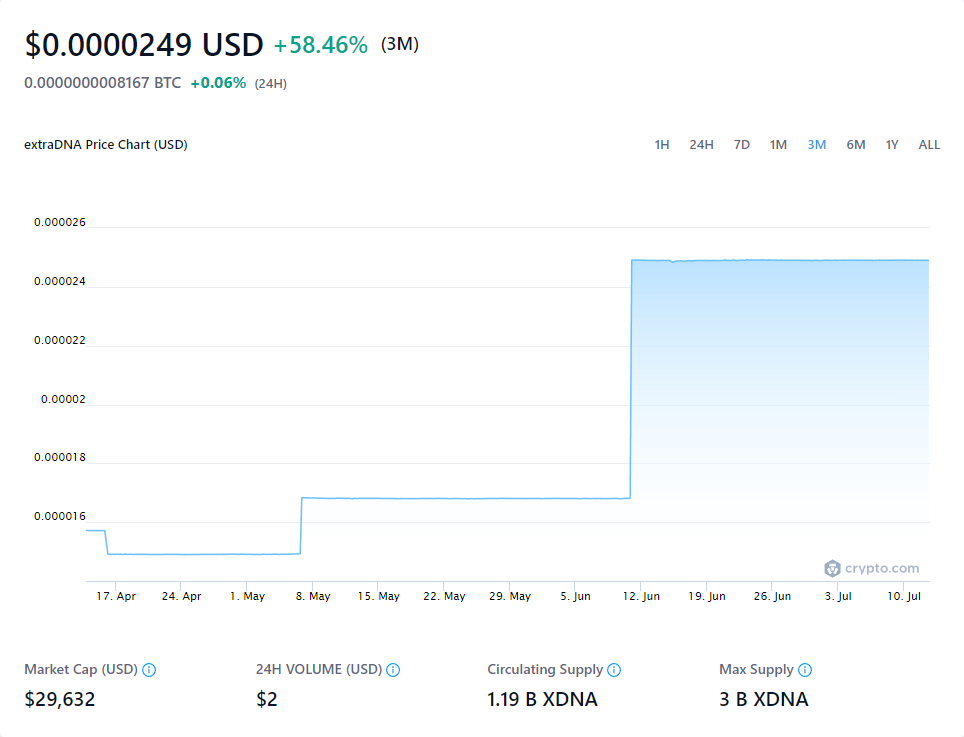 $0.0000249 USD +58.46% (3M)
0.0000000008167 BTC +0.06% (24H)
extraDNA Price Chart (USD) 1H 24H 7D 1M 3M 6M 1Y ALL
0.000026
0.000024
0.000022
0.00002
0.000018
0.000016
crypto.com
17. Apr 24. Apr 1. May 8. May 15. May 22. May 29. May 5. Jun 12. Jun 19. Jun 26. Jun 3. Jul 10. Jul
Market Cap (USD) 24H VOLUME (USD) Circulating Supply Max Supply
$29,632 $2 1.19 B XDNA 3 B XDNA